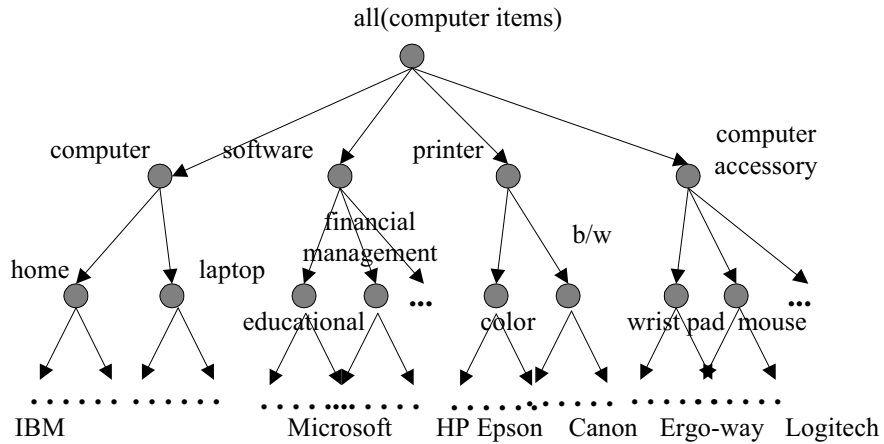 all(computer items)
computer
software
printer
computer
accessory
financial
management
b/w
home
laptop
...
...
educational
color
wrist pad
mouse
IBM
Microsoft
HP
Epson
Canon
Ergo-way
Logitech